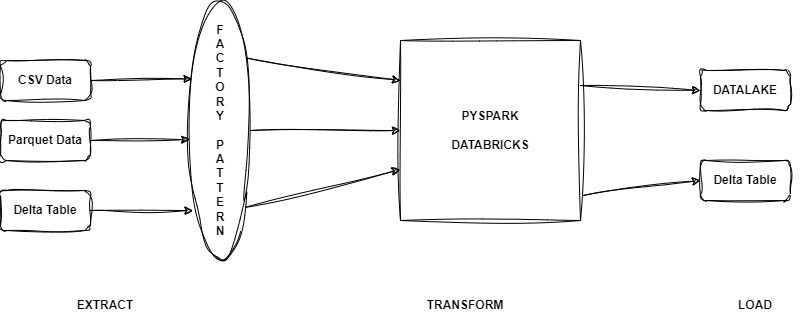 CSV Data
Parquet Data
Delta Table
FACTORY PATTERN
PYSPARK
DATABRICKS
DATALAKE
Delta Table
EXTRACT
TRANSFORM
LOAD